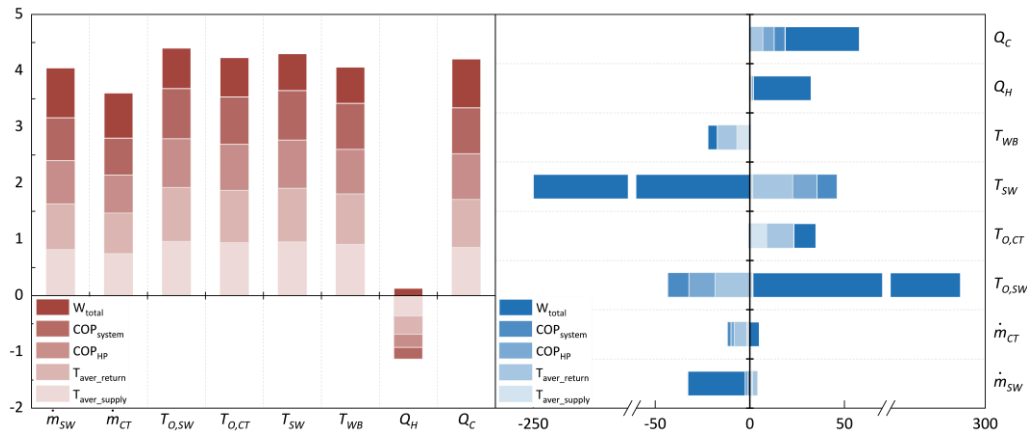 5
4
3
2
1
0
-1
-2
W_total
COP_system
COP_HP
T_aver_return
T_aver_supply
ṁ_SW
ṁ_CT
T_O,SW
T_O,CT
T_SW
T_WB
Q_H
Q_C
W_total
COP_system
COP_HP
T_aver_return
T_aver_supply
-250
-50
0
50
300
Q_C
Q_H
T_WB
T_SW
T_O,CT
T_O,SW
ṁ_CT
ṁ_SW